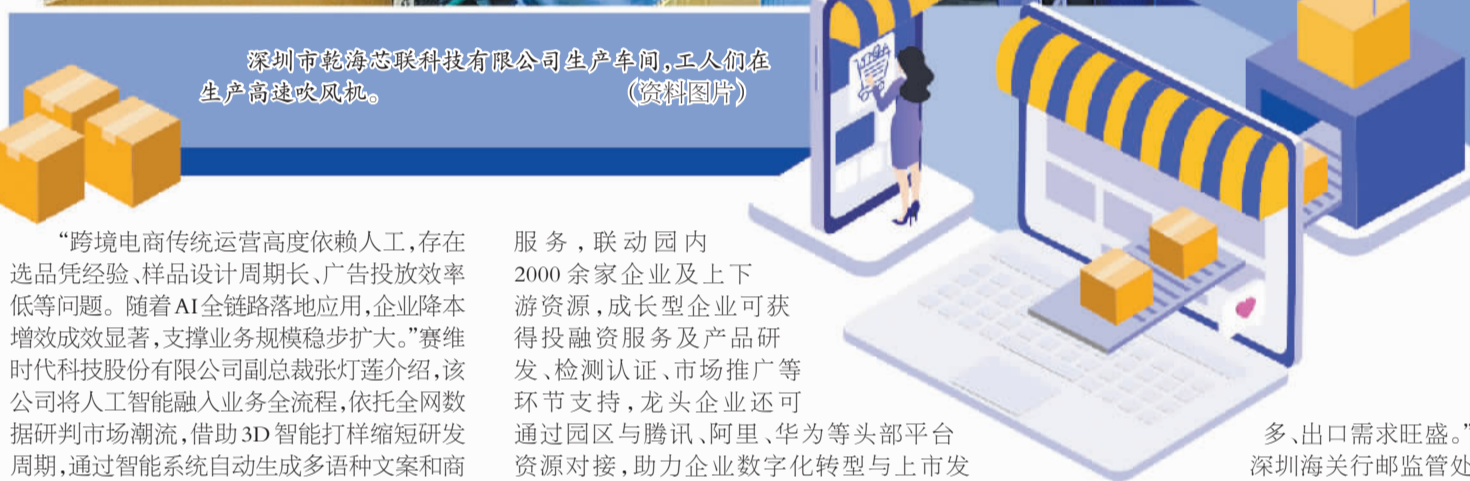 深圳市乾海芯联科技有限公司生产车间,工人们在
生产高速吹风机。 (资料图片)
“跨境电商传统运营高度依赖人工,存在
选品凭经验、样品设计周期长、广告投放效率
低等问题。随着AI全链路落地应用,企业降本
增效成效显著,支撑业务规模稳步扩大。”赛维
时代科技股份有限公司副总裁张灯莲介绍,该
公司将人工智能融入业务全流程,依托全网数
据研判市场潮流,借助3D智能打样缩短研发
周期,通过智能系统自动生成多语种文案和商
服务,联动园内
2000余家企业及上下
游资源,成长型企业可获
得投融资服务及产品研
发、检测认证、市场推广等
环节支持,龙头企业还可
通过园区与腾讯、阿里、华为等头部平台
资源对接,助力企业数字化转型与上市发
多、出口需求旺盛。”
深圳海关行邮监管处